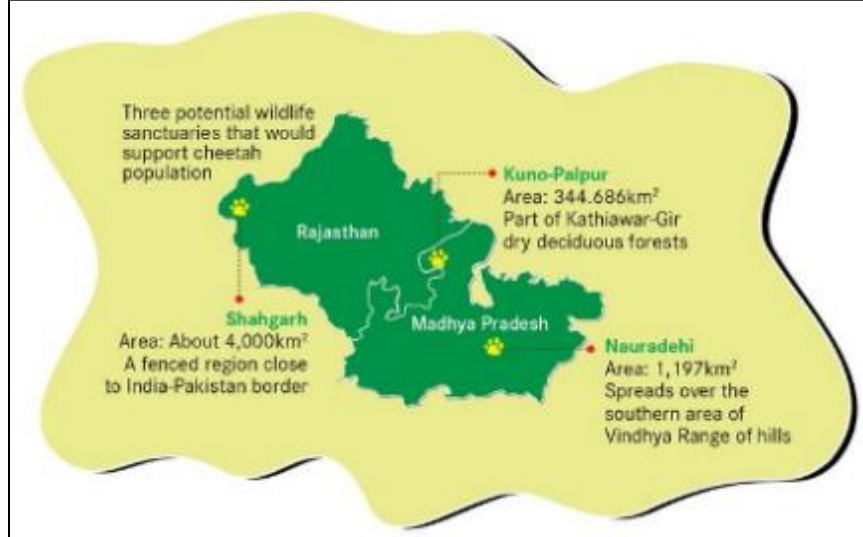 Three potential wildlife
sanctuaries that would
support cheetah
population
Kuno-Palpur
Area: 344.686km²
Part of Kathiawar-Gir
dry deciduous forests
Rajasthan
Shahgarh
Area: About 4,000km²
A fenced region close
to India-Pakistan border
Madhya Pradesh
Nauradehi
Area: 1,197km²
Spreads over the
southern area of
Vindhya Range of hills